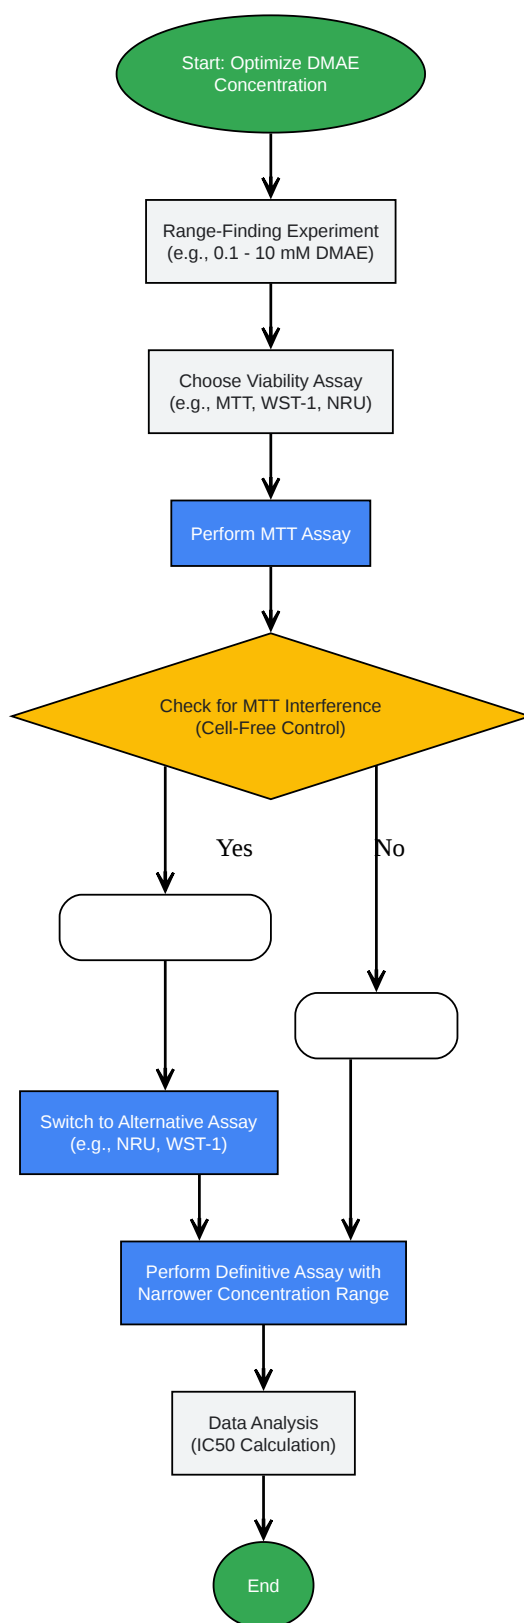 Start: Optimize DMAE
Concentration
Range-Finding Experiment
(e.g., 0.1 - 10 mM DMAE)
Choose Viability Assay
(e.g., MTT, WST-1, NRU)
Perform MTT Assay
Check for MTT Interference
(Cell-Free Control)
Yes
No
Switch to Alternative Assay
(e.g., NRU, WST-1)
Perform Definitive Assay with
Narrower Concentration Range
Data Analysis
(IC50 Calculation)
End